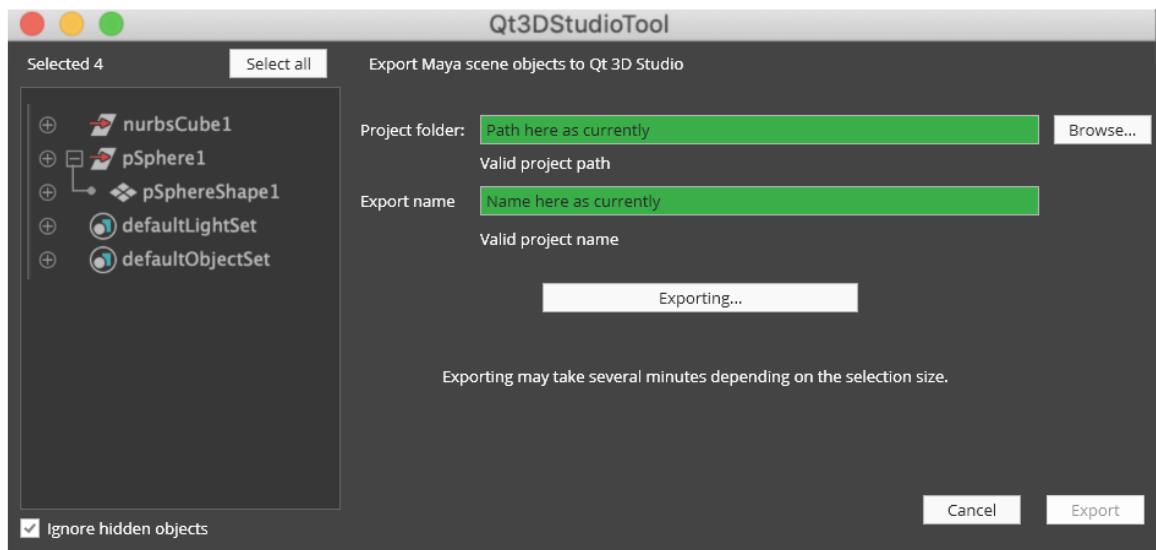 Qt3DStudioTool
Selected 4
Select all
Export Maya scene objects to Qt 3D Studio
nurbsCube1
pSphere1
pSphereShape1
defaultLightSet
defaultObjectSet
Project folder:
Path here as currently
Browse...
Valid project path
Export name
Name here as currently
Valid project name
Exporting...
Exporting may take several minutes depending on the selection size.
Ignore hidden objects
Cancel
Export